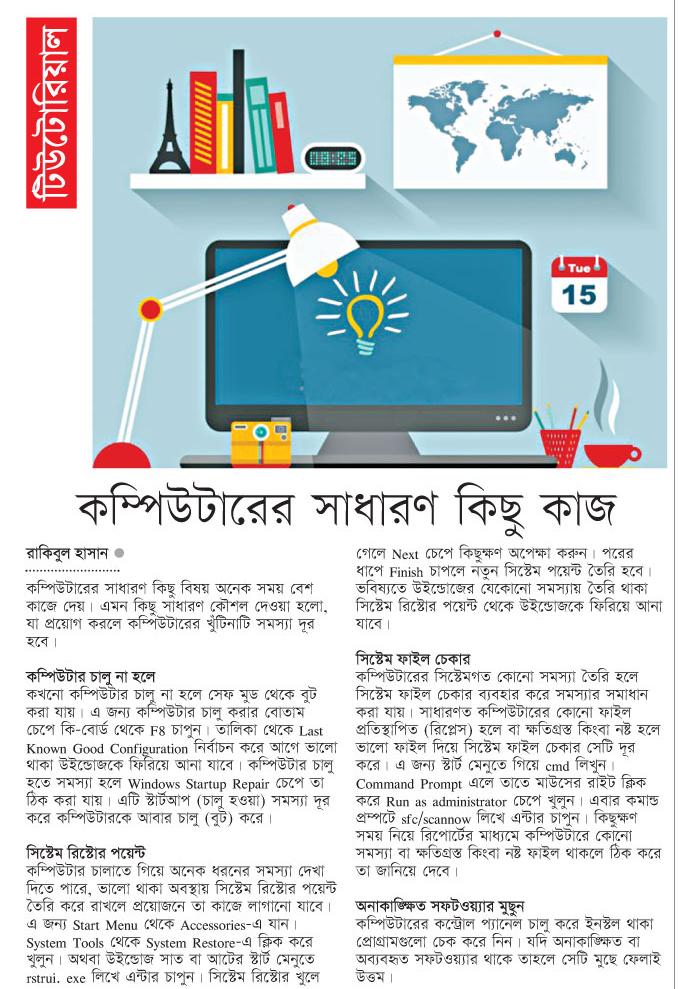 টিউটোরিয়াল
Tue
15
কম্পিউটারের সাধারণ কিছু কাজ
রাকিবুল হাসান
কম্পিউটারের সাধারণ কিছু বিষয় অনেক সময় বেশ
কাজে দেয়। এমন কিছু সাধারণ কৌশল দেওয়া হলো,
যা প্রয়োগ করলে কম্পিউটারের খুঁটিনাটি সমস্যা দূর
হবে।
কম্পিউটার চালু না হলে
কখনো কম্পিউটার চালু না হলে সেফ মুড থেকে বুট
করা যায়। এ জন্য কম্পিউটার চালু করার বোতাম
চেপে কি-বোর্ড থেকে F8 চাপুন। তালিকা থেকে Last
Known Good Configuration নির্বাচন করে আগে ভালো
থাকা উইন্ডোজকে ফিরিয়ে আনা যাবে। কম্পিউটার চালু
হতে সমস্যা হলে Windows Startup Repair চেপে তা
ঠিক করা যায়। এটি স্টার্টআপ (চালু হওয়া) সমস্যা দূর
করে কম্পিউটারকে আবার চালু (বুট) করে।
সিস্টেম রিস্টোর পয়েন্ট
কম্পিউটার চালাতে গিয়ে অনেক ধরনের সমস্যা দেখা
দিতে পারে, ভালো থাকা অবস্থায় সিস্টেম রিস্টোর পয়েন্ট
তৈরি করে রাখলে প্রয়োজনে তা কাজে লাগানো যাবে।
এ জন্য Start Menu থেকে Accessories-এ যান।
System Tools থেকে System Restore-এ ক্লিক করে
খুলুন। অথবা উইন্ডোজ সাত বা আটের স্টার্ট মেনুতে
rstrui. exe লিখে এন্টার চাপুন। সিস্টেম রিস্টোর খুলে
গেলে Next চেপে কিছুক্ষণ অপেক্ষা করুন। পরের
ধাপে Finish চাপলে নতুন সিস্টেম পয়েন্ট তৈরি হবে।
ভবিষ্যতে উইন্ডোজের যেকোনো সমস্যায় তৈরি থাকা
সিস্টেম রিস্টোর পয়েন্ট থেকে উইন্ডোজকে ফিরিয়ে আনা
যাবে।
সিস্টেম ফাইল চেকার
কম্পিউটারের সিস্টেমগত কোনো সমস্যা তৈরি হলে
সিস্টেম ফাইল চেকার ব্যবহার করে সমস্যার সমাধান
করা যায়। সাধারণত কম্পিউটারের কোনো ফাইল
প্রতিস্থাপিত (রিপ্লেস) হলে বা ক্ষতিগ্রস্ত কিংবা নষ্ট হলে
ভালো ফাইল দিয়ে সিস্টেম ফাইল চেকার সেটি দূর
করে। এ জন্য স্টার্ট মেনুতে গিয়ে cmd লিখুন।
Command Prompt এলে তাতে মাউসের রাইট ক্লিক
করে Run as administrator চেপে খুলুন। এবার কমান্ড
প্রম্পটে sfc/scannow লিখে এন্টার চাপুন। কিছুক্ষণ
সময় নিয়ে রিপোর্টের মাধ্যমে কম্পিউটারে কোনো
সমস্যা বা ক্ষতিগ্রস্ত কিংবা নষ্ট ফাইল থাকলে ঠিক করে
তা জানিয়ে দেবে।
অনাকাঙ্ক্ষিত সফটওয়্যার মুছুন
কম্পিউটারের কন্ট্রোল প্যানেল চালু করে ইনস্টল থাকা
প্রোগ্রামগুলো চেক করে নিন। যদি অনাকাঙ্ক্ষিত বা
অব্যবহৃত সফটওয়্যার থাকে তাহলে সেটি মুছে ফেলাই
উত্তম।